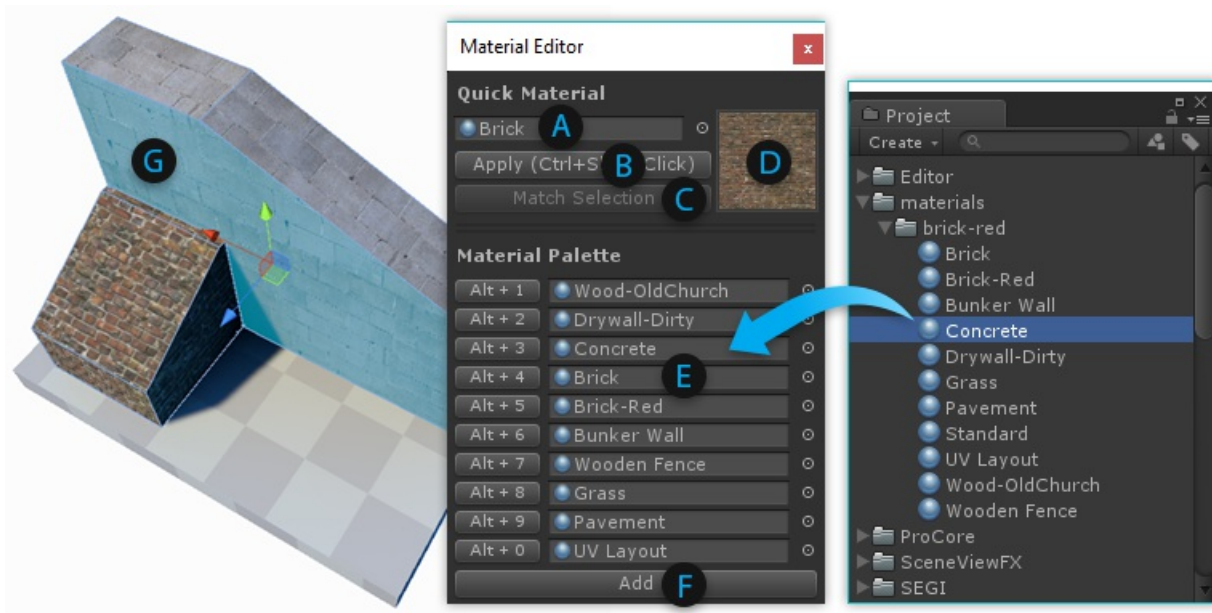 Material Editor
x
Quick Material
Brick
A
Apply (Ctrl+S
B
Click)
Match Selection
C
D
Material Palette
Alt + 1 Wood-OldChurch
Alt + 2 Drywall-Dirty
Alt + 3 Concrete
Alt + 4 Brick
E
Alt + 5 Brick-Red
Alt + 6 Bunker Wall
Alt + 7 Wooden Fence
Alt + 8 Grass
Alt + 9 Pavement
Alt + 0 UV Layout
Add
F
G
Project
Create
Editor
materials
brick-red
Brick
Brick-Red
Bunker Wall
Concrete
Drywall-Dirty
Grass
Pavement
Standard
UV Layout
Wood-OldChurch
Wooden Fence
ProCore
SceneViewFX
SEGI